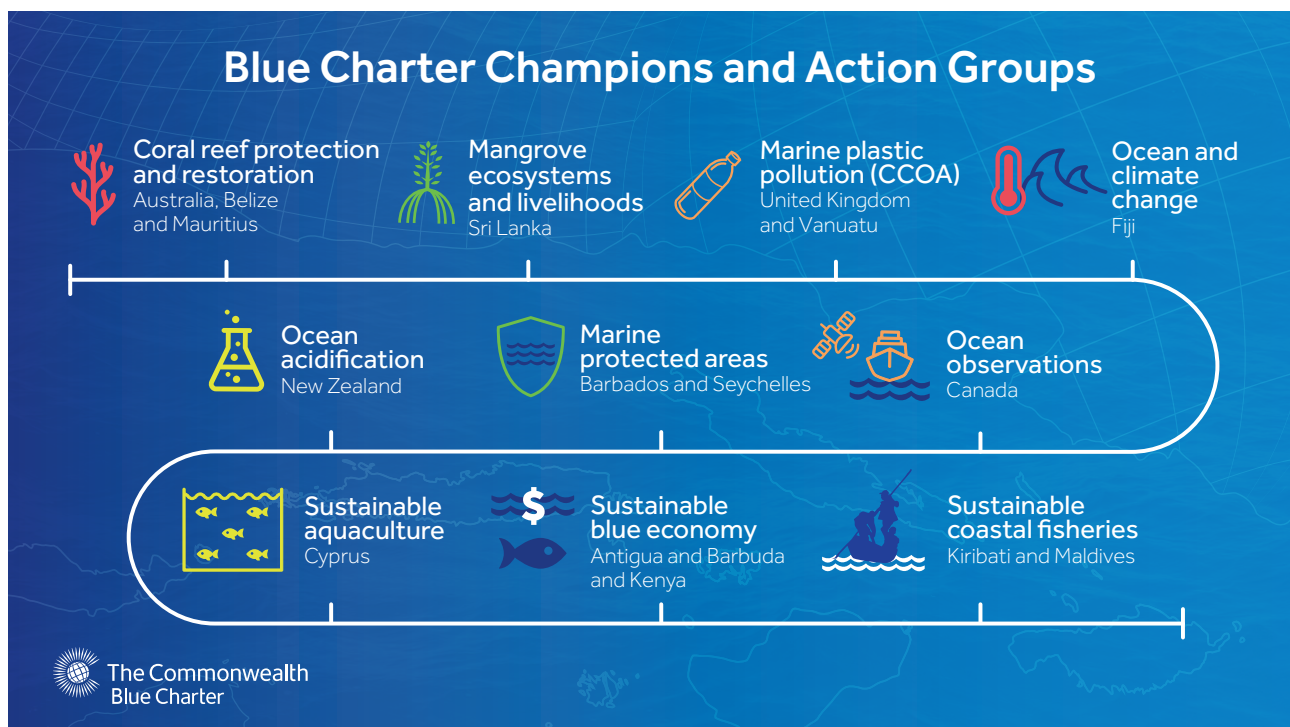 Blue Charter Champions and Action Groups
Coral reef protection
and restoration
Australia, Belize
and Mauritius
Mangrove
ecosystems
and livelihoods
Sri Lanka
Marine plastic
pollution (CCOA)
United Kingdom
and Vanuatu
Ocean and
climate
change
Fiji
Ocean
acidification
New Zealand
Marine
protected areas
Barbados and Seychelles
Ocean
observations
Canada
Sustainable
aquaculture
Cyprus
$
Sustainable
blue economy
Antigua and Barbuda
and Kenya
Sustainable
coastal fisheries
Kiribati and Maldives
The Commonwealth
Blue Charter